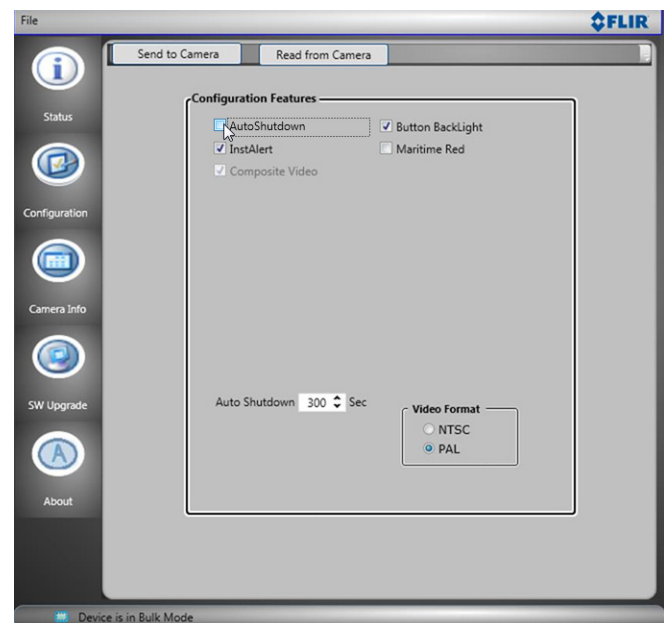 File
FLIR
Send to Camera
Read from Camera
Status
Configuration
Camera Info
SW Upgrade
About
Configuration Features
AutoShutdown
Button BackLight
InstAlert
Maritime Red
Composite Video
Auto Shutdown 300 Sec
Video Format
NTSC
PAL
Device is in Bulk Mode